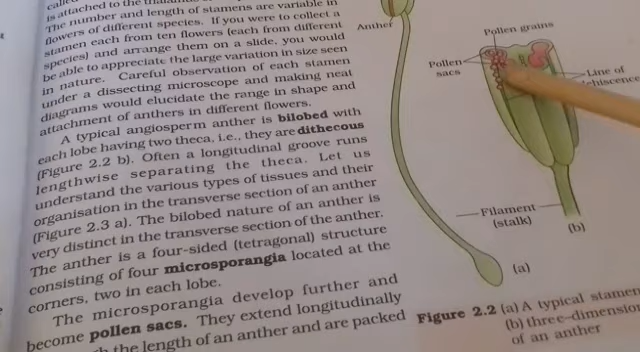 is attached to the
The number and length of stamens are variable in
flowers of different species. If you were to collect a
stamen each from ten flowers (each from different
species) and arrange them on a slide, you would
be able to appreciate the large variation in size seen
in nature. Careful observation of each stamen
under a dissecting microscope and making neat
diagrams would elucidate the range in shape and
attachment of anthers in different flowers.
A typical angiosperm anther is bilobed with
each lobe having two theca, i.e., they are dithecous
(Figure 2.2 b). Often a longitudinal groove runs
lengthwise separating the theca. Let us
understand the various types of tissues and their
organisation in the transverse section of an anther
(Figure 2.3 a). The bilobed nature of an anther is
very distinct in the transverse section of the anther.
The anther is a four-sided (tetragonal) structure
consisting of four microsporangia located at the
corners, two in each lobe.
The microsporangia develop further and
become pollen sacs. They extend longitudinally
the length of an anther and are packed
Anther
Pollen grains
Pollen
sacs
Line of
Filament
(stalk)
(b)
(a)
Figure 2.2 (a) A typical stamen
(b) three-dimension
of an anther